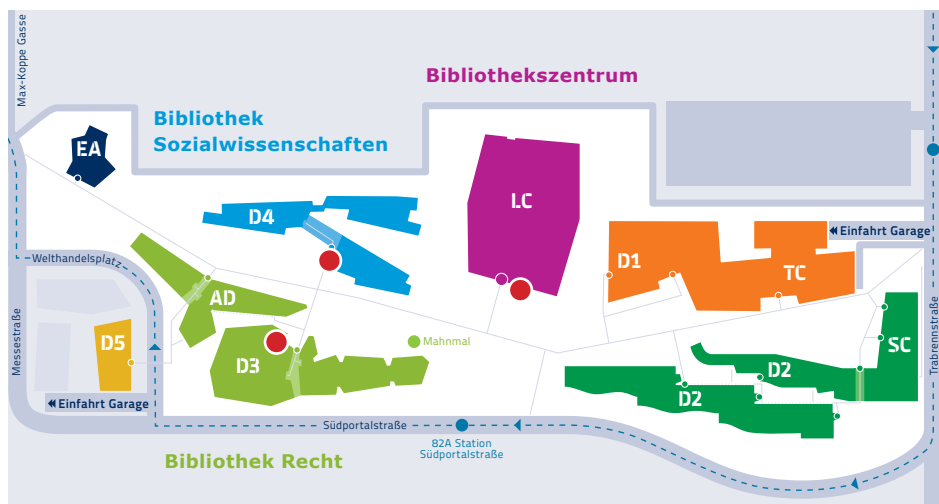 Max-Koppe Gasse
Bibliothekszentrum
Bibliothek
Sozialwissenschaften
EA
D4
LC
Einfahrt Garage
D1
TC
Welthandelsplatz
AD
Messestraße
D5
D3
Mahnmal
SC
Trabrennstraße
D2
D2
Einfahrt Garage
Südportalstraße
82A Station
Südportalstraße
Bibliothek Recht